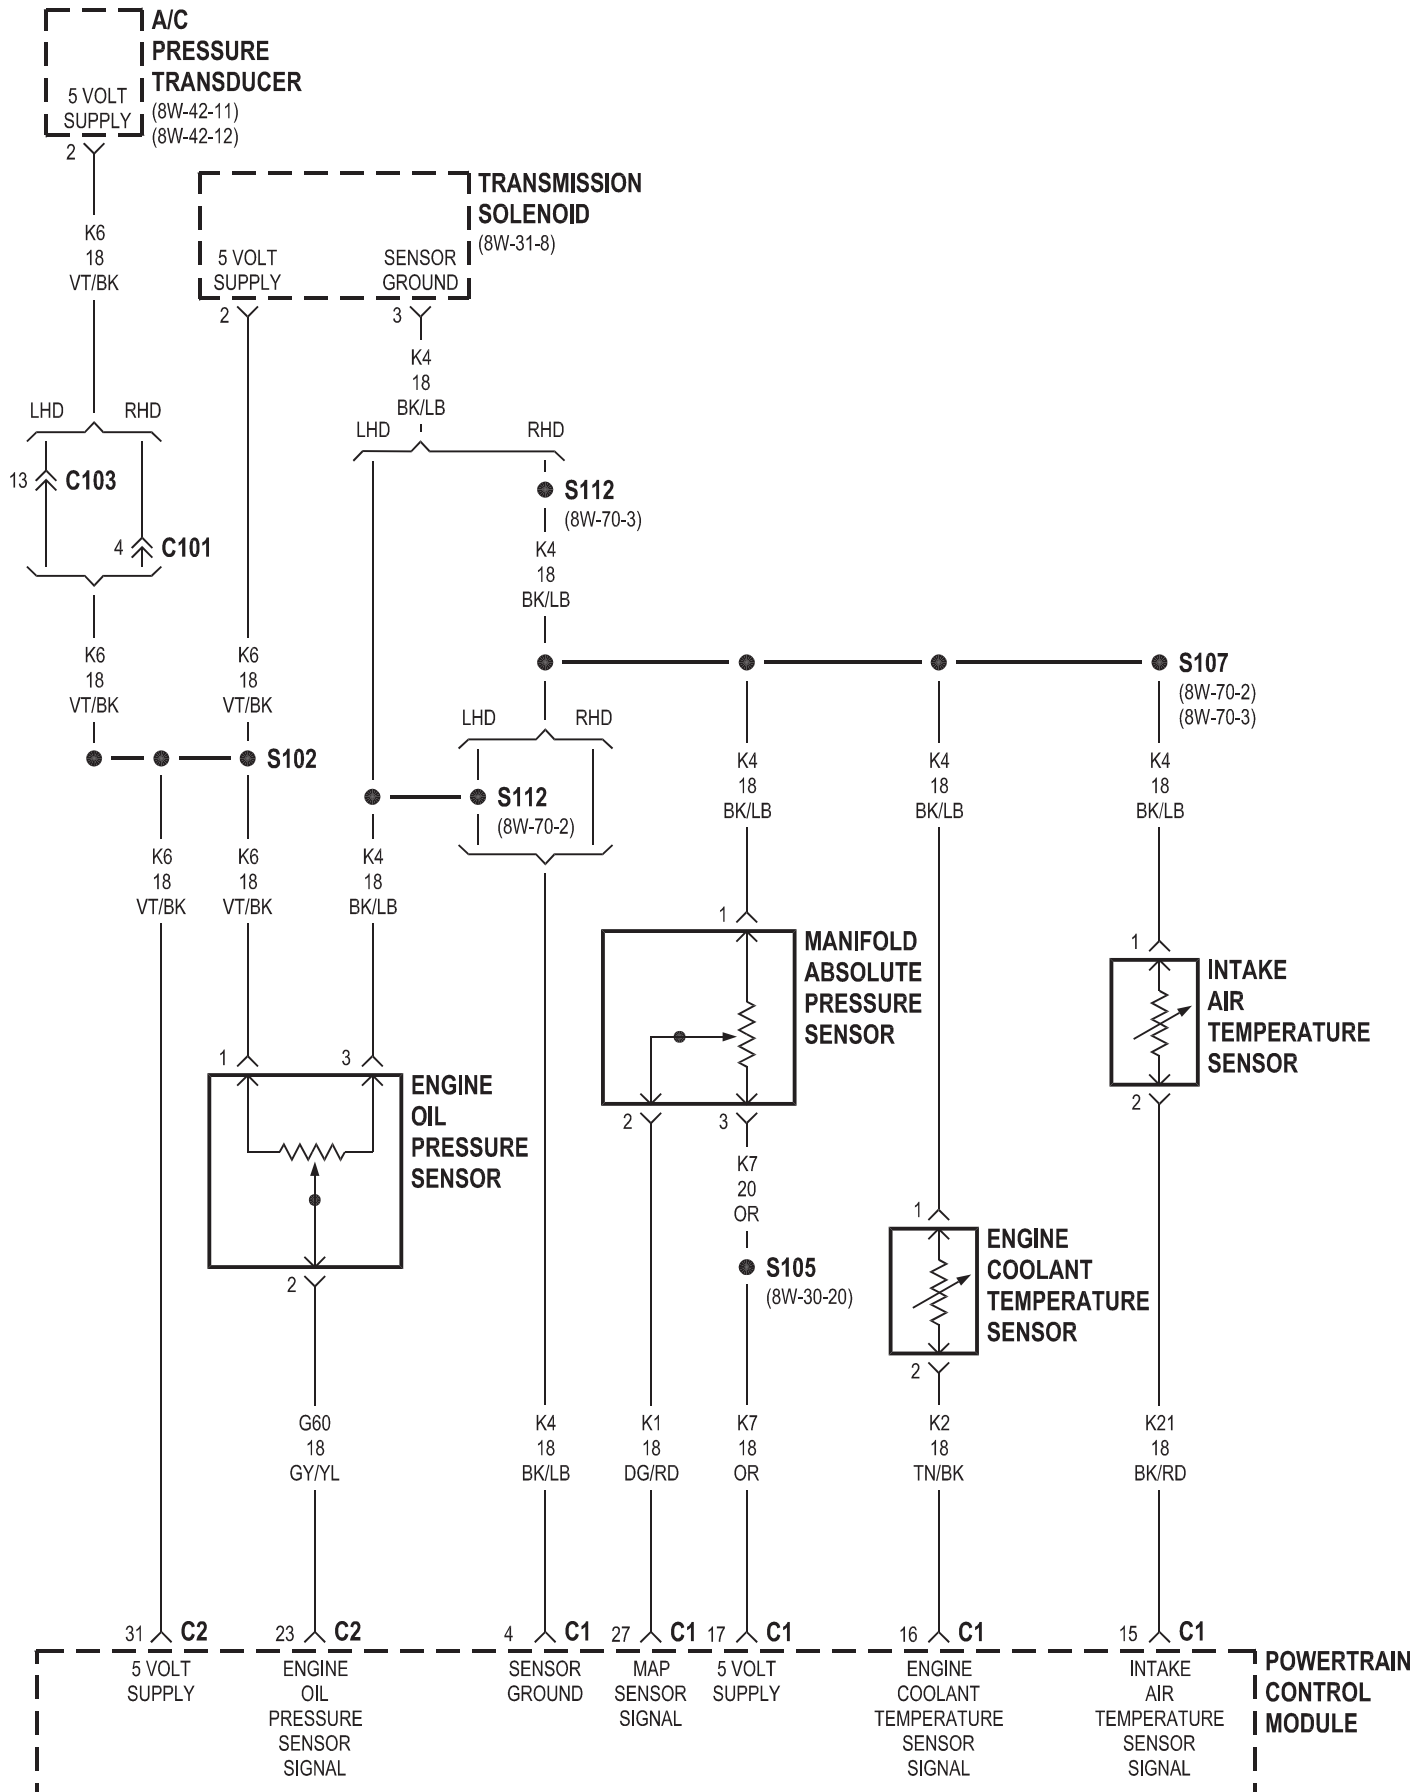 A/C
PRESSURE
TRANSDUCER
(8W-42-11)
(8W-42-12)
5 VOLT
SUPPLY
2
K6
18
VT/BK
TRANSMISSION
SOLENOID
(8W-31-8)
5 VOLT
SUPPLY
SENSOR
GROUND
2
3
K4
18
BK/LB
LHD
RHD
13
C103
4
C101
LHD
RHD
S112
(8W-70-3)
K4
18
BK/LB
K6
18
VT/BK
K6
18
VT/BK
S107
(8W-70-2)
(8W-70-3)
S102
LHD
RHD
S112
(8W-70-2)
K4
18
BK/LB
K4
18
BK/LB
K4
18
BK/LB
K6
18
VT/BK
K6
18
VT/BK
K4
18
BK/LB
1
MANIFOLD
ABSOLUTE
PRESSURE
SENSOR
2
3
1
INTAKE
AIR
TEMPERATURE
SENSOR
2
1
3
ENGINE
OIL
PRESSURE
SENSOR
2
K7
20
OR
S105
(8W-30-20)
1
ENGINE
COOLANT
TEMPERATURE
SENSOR
2
G60
18
GY/YL
K4
18
BK/LB
K1
18
DG/RD
K7
18
OR
K2
18
TN/BK
K21
18
BK/RD
31
C2
23
C2
4
C1
27
C1
17
C1
16
C1
15
C1
5 VOLT
SUPPLY
ENGINE
OIL
PRESSURE
SENSOR
SIGNAL
SENSOR
GROUND
MAP
SENSOR
SIGNAL
5 VOLT
SUPPLY
ENGINE
COOLANT
TEMPERATURE
SENSOR
SIGNAL
INTAKE
AIR
TEMPERATURE
SENSOR
SIGNAL
POWERTRAIN
CONTROL
MODULE